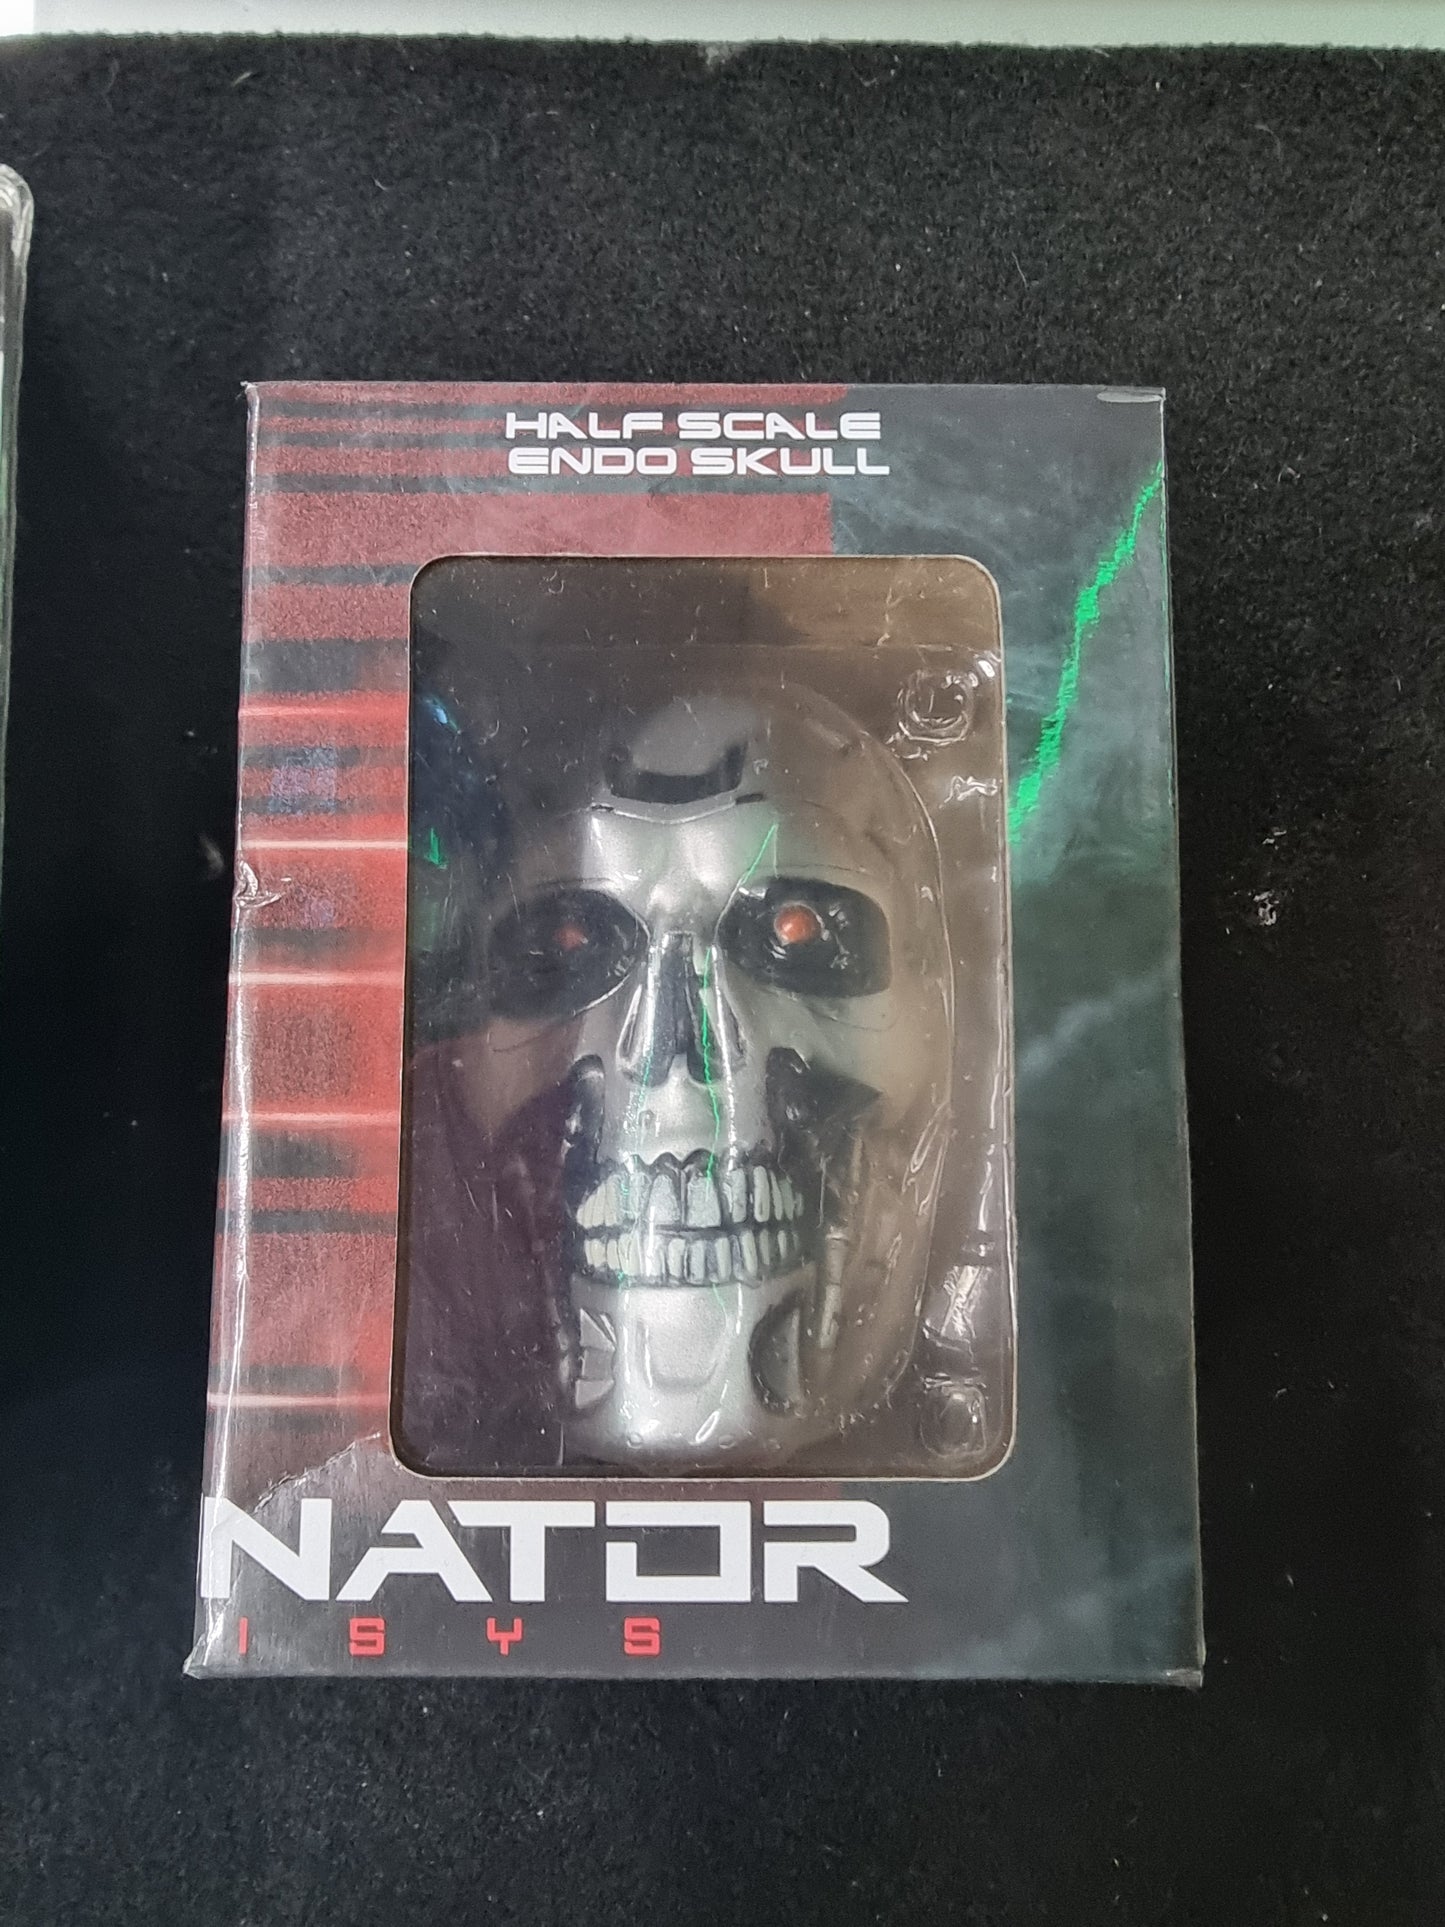 HALF SCALE
ENDO SKULL
NATOR
I S Y S